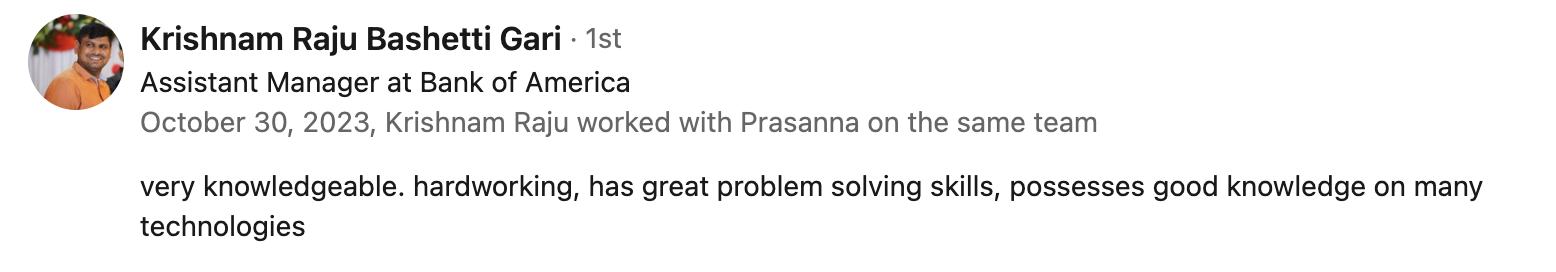 Krishnam Raju Bashetti Gari · 1st
Assistant Manager at Bank of America
October 30, 2023, Krishnam Raju worked with Prasanna on the same team
very knowledgeable. hardworking, has great problem solving skills, possesses good knowledge on many
technologies